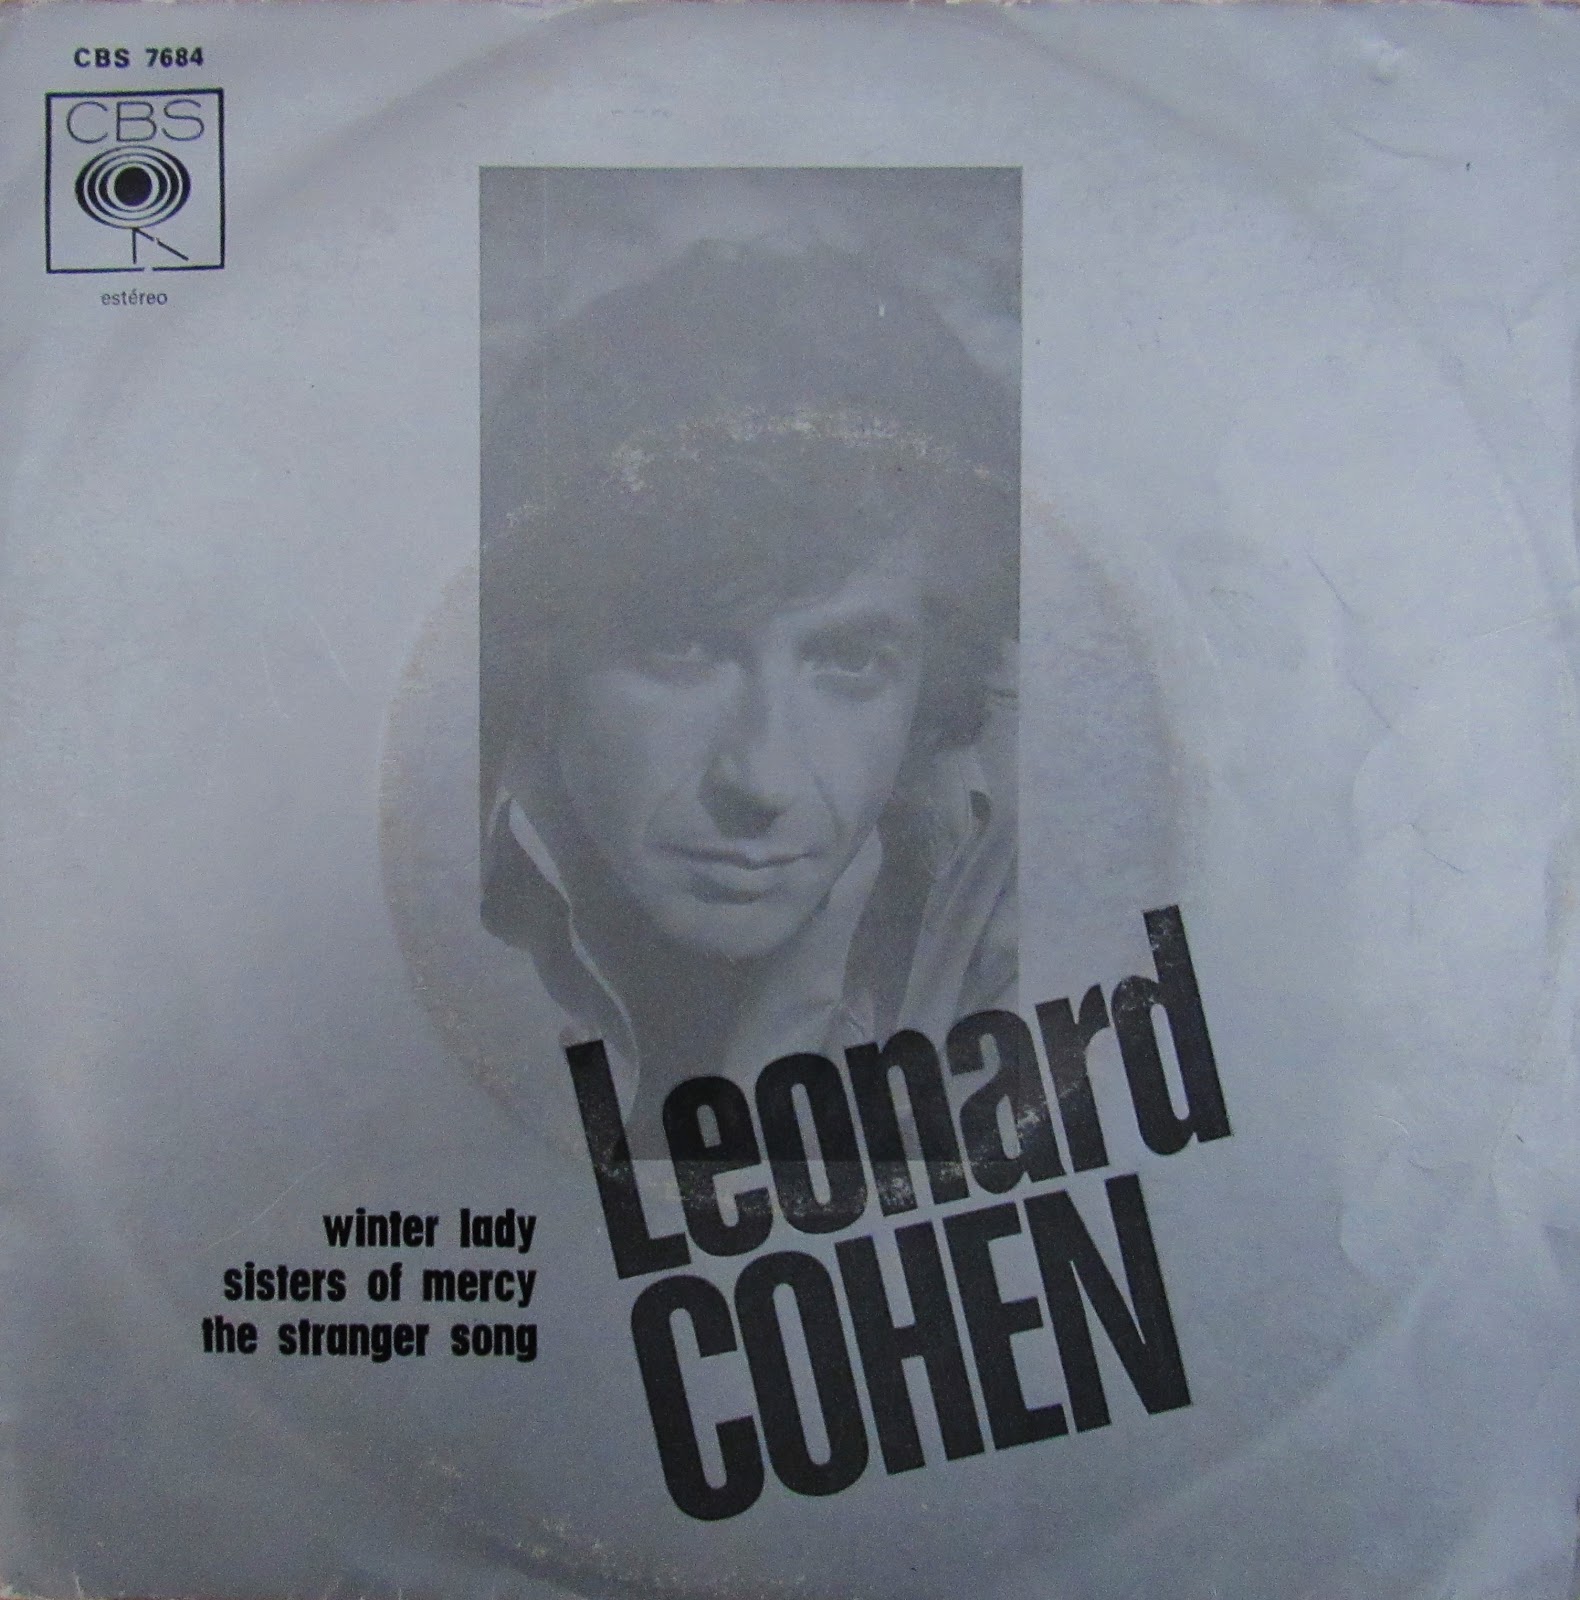 CBS 7684
CBS
estéreo
Leonard
COHEN
winter lady
sisters of mercy
the stranger song